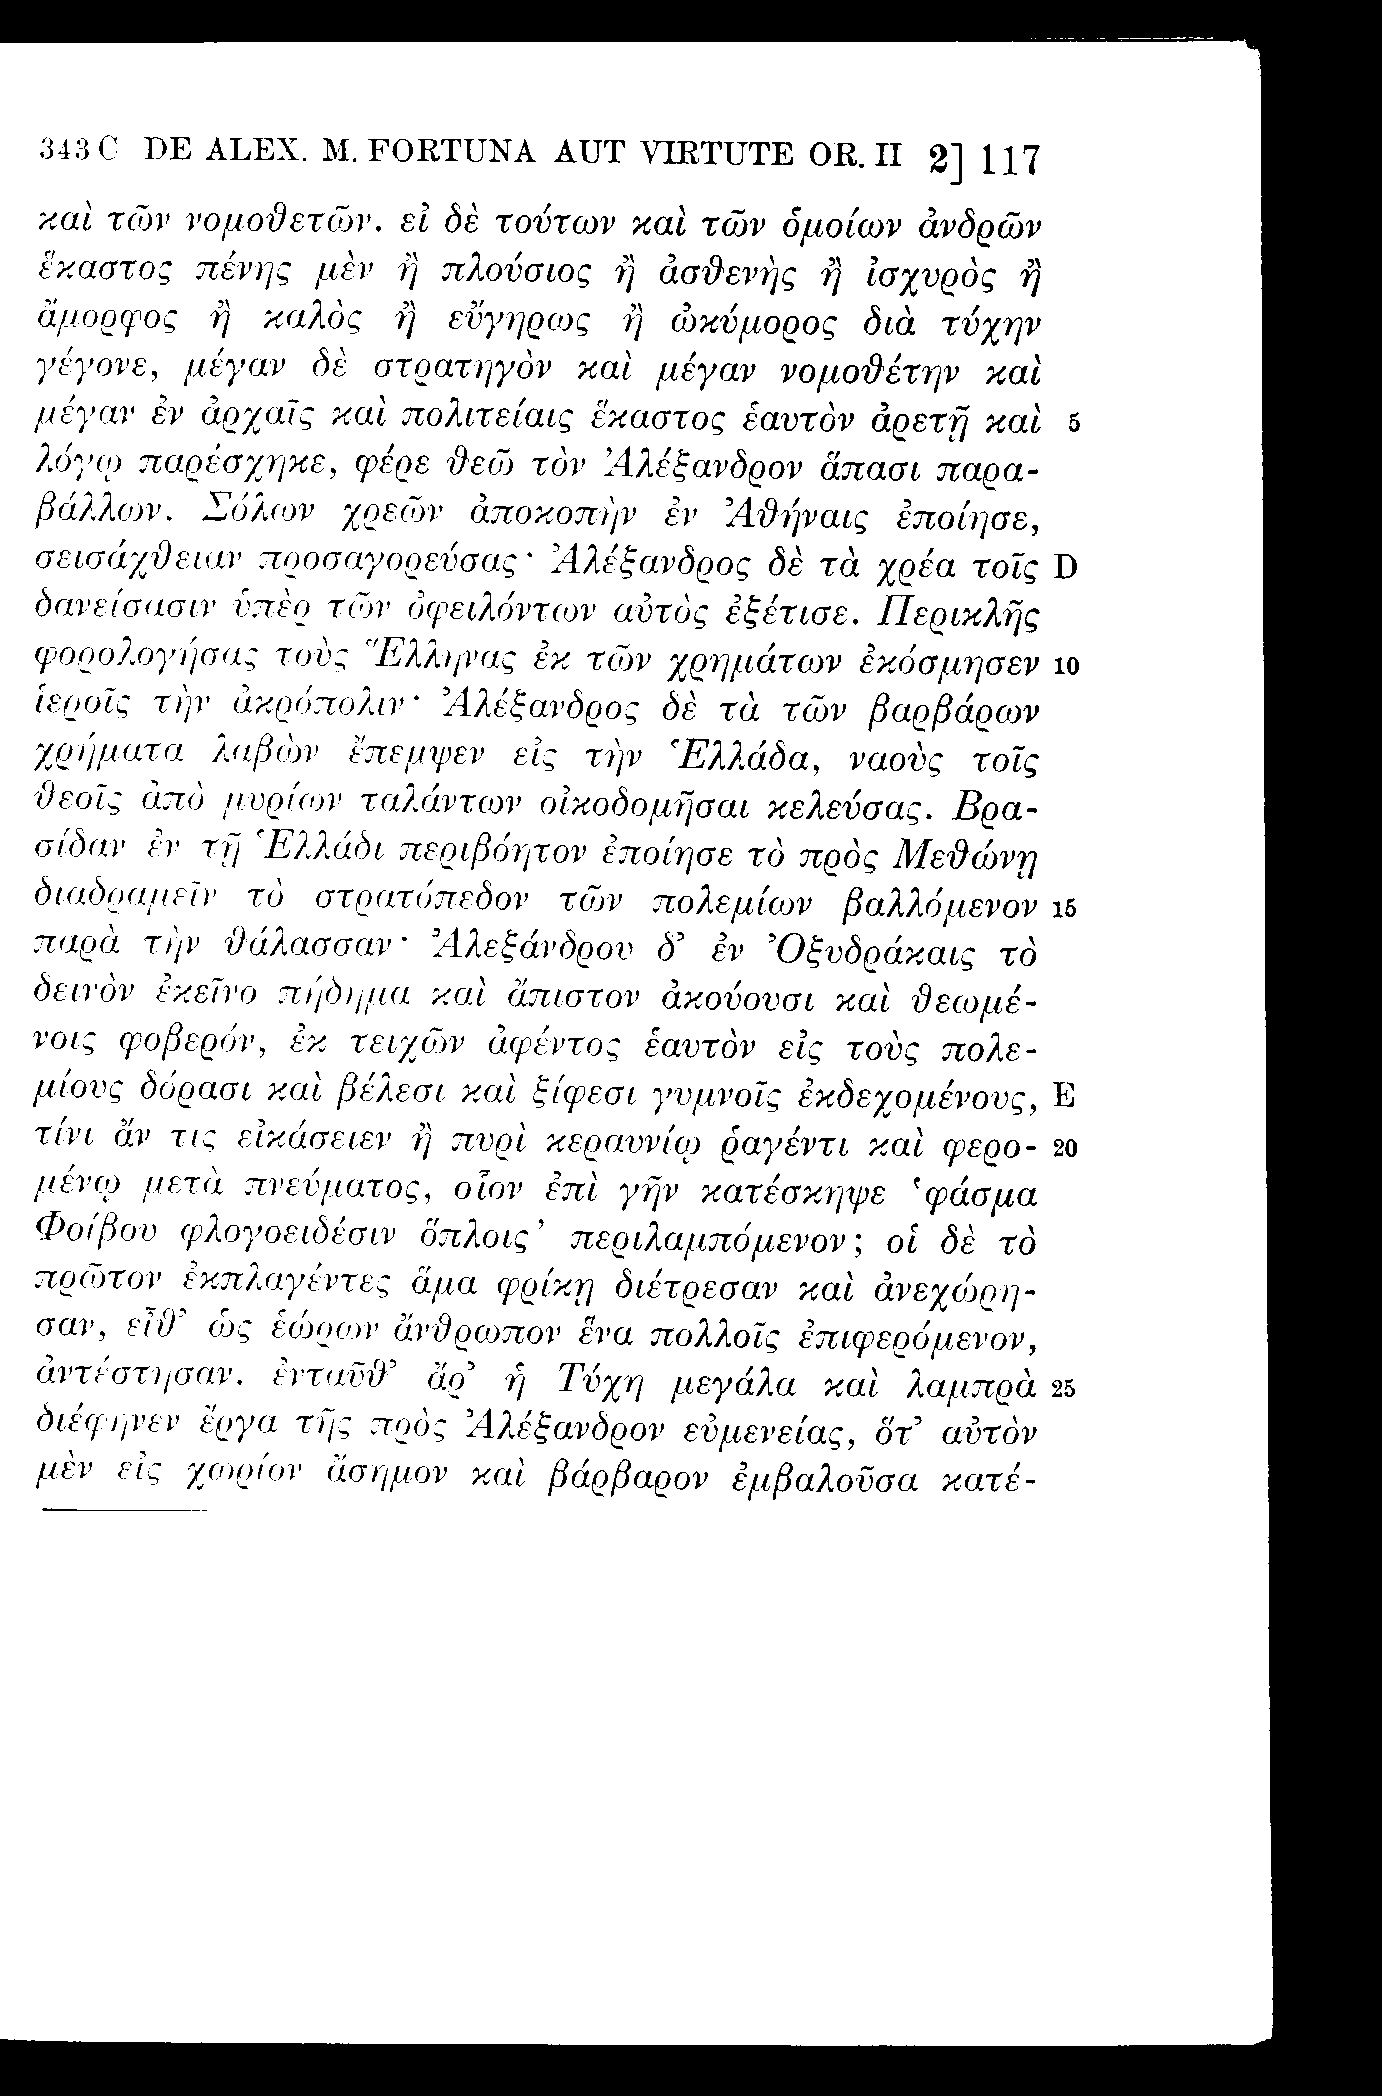 343 C DE ALEX. M. FORTUNA AUT VIRTUTE OR. II 2] 117
καὶ τῶν νομοθετῶν. εἰ δὲ τούτων καὶ τῶν ὁμοίων ἀνδρῶν
ἕκαστος πένης μὲν ἢ πλούσιος ἢ ἀσθενὴς ἢ ἰσχυρὸς ἢ
ἄμορφος ἢ καλὸς ἢ εὔγηρως ἢ ὠκύμορος διὰ τύχην
γέγονε, μέγαν δὲ στρατηγὸν καὶ μέγαν νομοθέτην καὶ
μέγαν ἐν ἀρχαῖς καὶ πολιτείαις ἕκαστος ἑαυτὸν ἀρετῇ καὶ 5
λόγῳ παρέσχηκε, φέρε θεῶ τὸν Ἀλέξανδρον ἅπασι παρα-
βάλλων. Σόλων χρεῶν ἀποκοπὴν ἐν Ἀθήναις ἐποίησε,
σεισάχθειαν προσαγορεύσας· Ἀλέξανδρος δὲ τὰ χρέα τοῖς D
δανείσασιν ὑπὲρ τῶν ὀφειλόντων αὐτὸς ἐξέτισε. Περικλῆς
φορολογήσας τοὺς Ἕλληνας ἐκ τῶν χρημάτων ἐκόσμησεν 10
ἱεροῖς τὴν ἀκρόπολιν· Ἀλέξανδρος δὲ τὰ τῶν βαρβάρων
χρήματα λαβὼν ἔπεμψεν εἰς τὴν Ἑλλάδα, ναοὺς τοῖς
θεοῖς ἀπὸ μυρίων ταλάντων οἰκοδομῆσαι κελεύσας. Βρα-
σίδαν ἐν τῇ Ἑλλάδι περιβόητον ἐποίησε τὸ πρὸς Μεθώνῃ
διαδραμεῖν τὸ στρατόπεδον τῶν πολεμίων βαλλόμενον 15
παρὰ τὴν θάλασσαν· Ἀλεξάνδρου δ’ ἐν Ὀξυδράκαις τὸ
δεινὸν ἐκεῖνο πήδημα καὶ ἄπιστον ἀκούουσι καὶ θεωμέ-
νοις φοβερόν, ἐκ τειχῶν ἀφέντος ἑαυτὸν εἰς τοὺς πολε-
μίους δόρασι καὶ βέλεσι καὶ ξίφεσι γυμνοῖς ἐκδεχομένους, E
τίνι ἄν τις εἰκάσειεν ἢ πυρὶ κεραυνίῳ ῥαγέντι καὶ φερο- 20
μένῳ μετὰ πνεύματος, οἷον ἐπὶ γῆν κατέσκηψε ‘φάσμα
Φοίβου φλογοειδέσιν ὅπλοις’ περιλαμπόμενον; οἱ δὲ τὸ
πρῶτον ἐκπλαγέντες ἅμα φρίκῃ διέτρεσαν καὶ ἀνεχώρη-
σαν, εἶθ’ ὡς ἑώρων ἄνθρωπον ἕνα πολλοῖς ἐπιφερόμενον,
ἀντέστησαν. ἐνταῦθ’ ἄρ’ ἡ Τύχη μεγάλα καὶ λαμπρὰ 25
διέφηνεν ἔργα τῆς πρὸς Ἀλέξανδρον εὐμενείας, ὅτ’ αὐτὸν
μὲν εἰς χωρίον ἄσημον καὶ βάρβαρον ἐμβαλοῦσα κατέ-